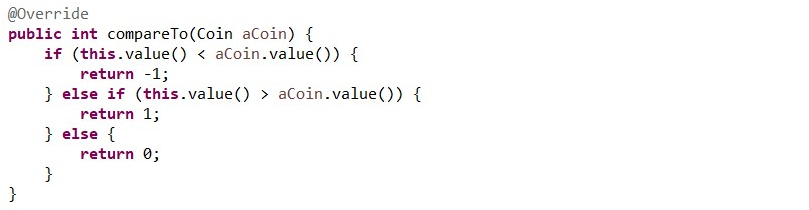 @Override
public int compareTo(Coin aCoin) {
    if (this.value() < aCoin.value()) {
        return -1;
    } else if (this.value() > aCoin.value()) {
        return 1;
    } else {
        return 0;
    }
}